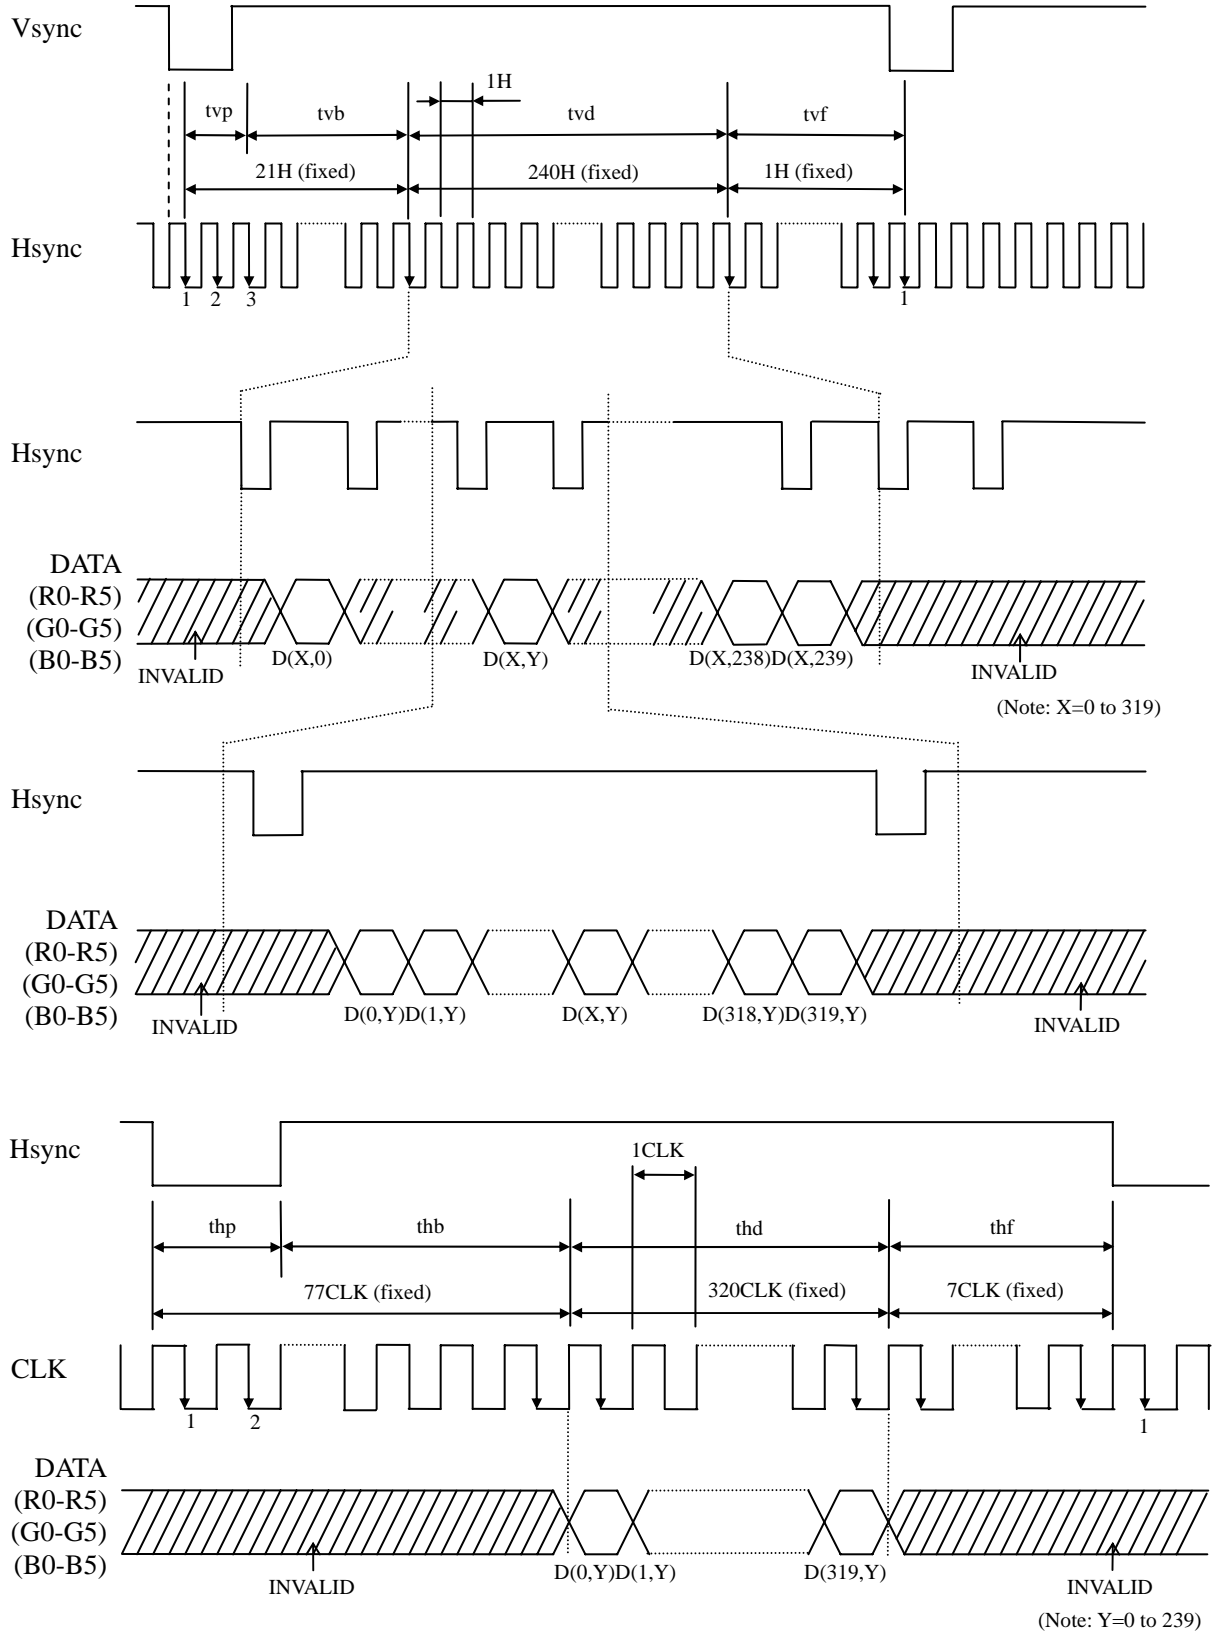 Vsync
1H
tvp tvb tvd tvf
21H (fixed) 240H (fixed) 1H (fixed)
Hsync
1 2 3 1
Hsync
DATA
(R0-R5)
(G0-G5)
(B0-B5)
D(X,0) D(X,Y) D(X,238)D(X,239)
INVALID INVALID
(Note: X=0 to 319)
Hsync
DATA
(R0-R5)
(G0-G5)
(B0-B5)
D(0,Y)D(1,Y) D(X,Y) D(318,Y)D(319,Y)
INVALID INVALID
Hsync
1CLK
thp thb thd thf
77CLK (fixed) 320CLK (fixed) 7CLK (fixed)
CLK
1 2 1
DATA
(R0-R5)
(G0-G5)
(B0-B5)
D(0,Y)D(1,Y) D(319,Y)
INVALID INVALID
(Note: Y=0 to 239)